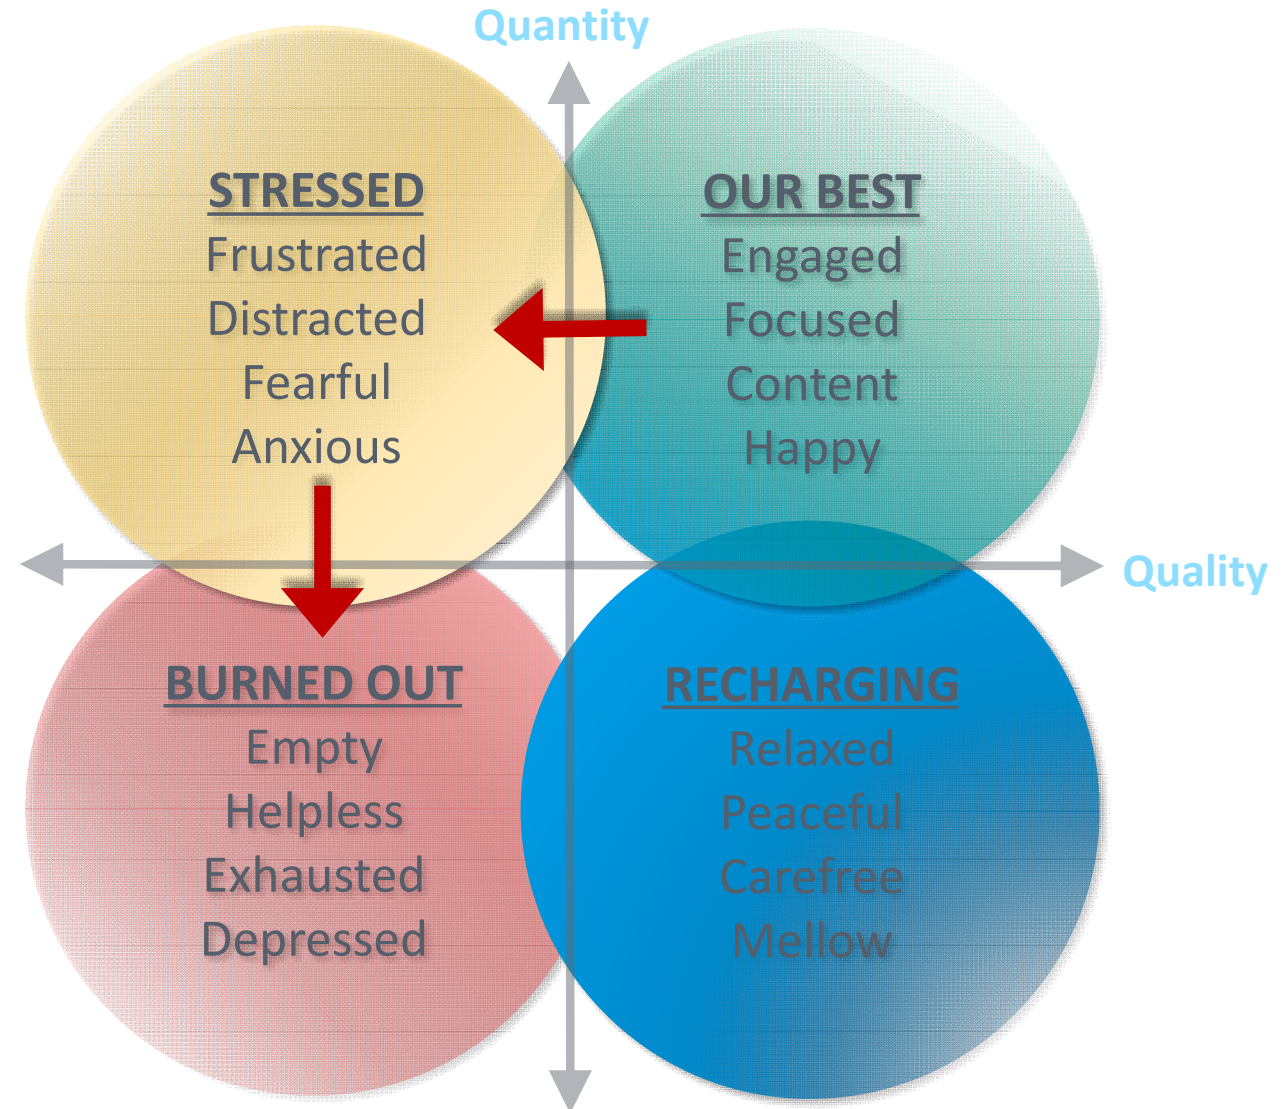 Quantity
STRESSED
Frustrated
Distracted
Fearful
Anxious
OUR BEST
Engaged
Focused
Content
Happy
Quality
BURNED OUT
Empty
Helpless
Exhausted
Depressed
RECHARGING
Relaxed
Peaceful
Carefree
Mellow